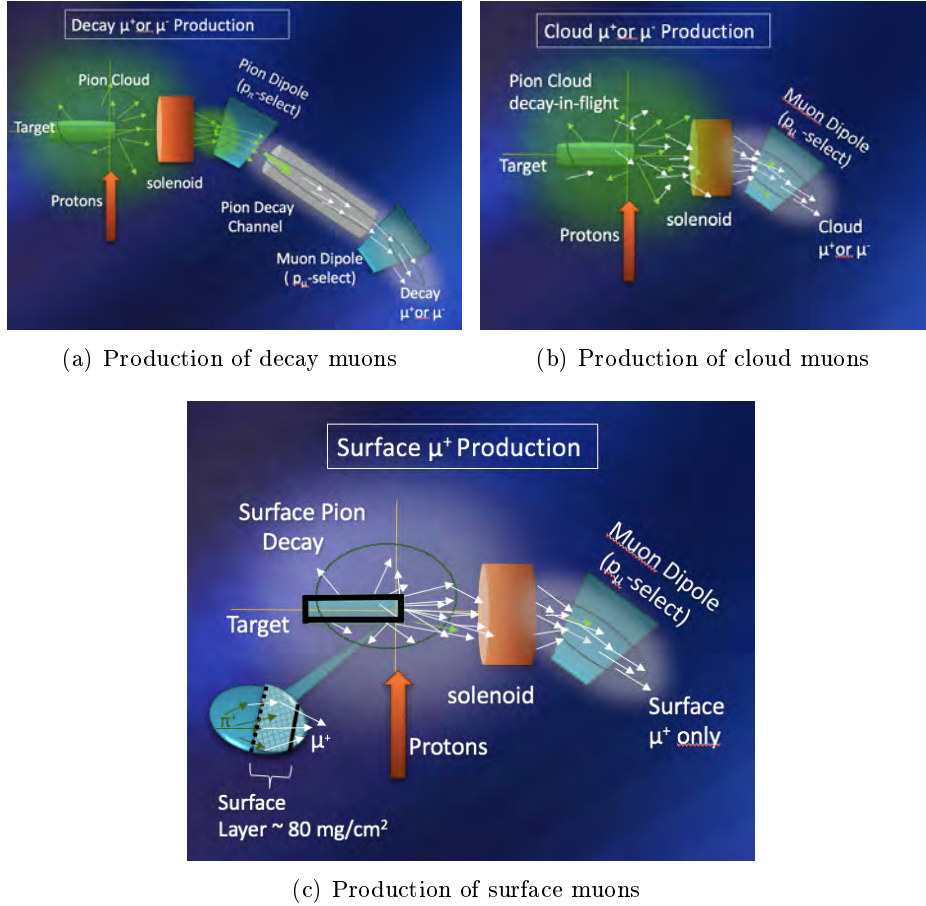 Decay μ⁺or μ⁻ Production
Pion Cloud
Pion Dipole
(pπ-select)
Target
solenoid
Protons
Pion Decay
Channel
Muon Dipole
( pμ-select)
Decay
μ⁺or μ⁻
Cloud μ⁺or μ⁻ Production
Pion Cloud
decay-in-flight
Muon Dipole
(pμ -select)
Target
solenoid
Protons
Cloud
μ⁺or μ⁻
(a) Production of decay muons
(b) Production of cloud muons
Surface μ⁺ Production
Surface Pion
Decay
Muon Dipole
(pμ -select)
Target
solenoid
π⁺
μ⁺
Protons
Surface
μ⁺ only
Surface
Layer ~ 80 mg/cm²
(c) Production of surface muons